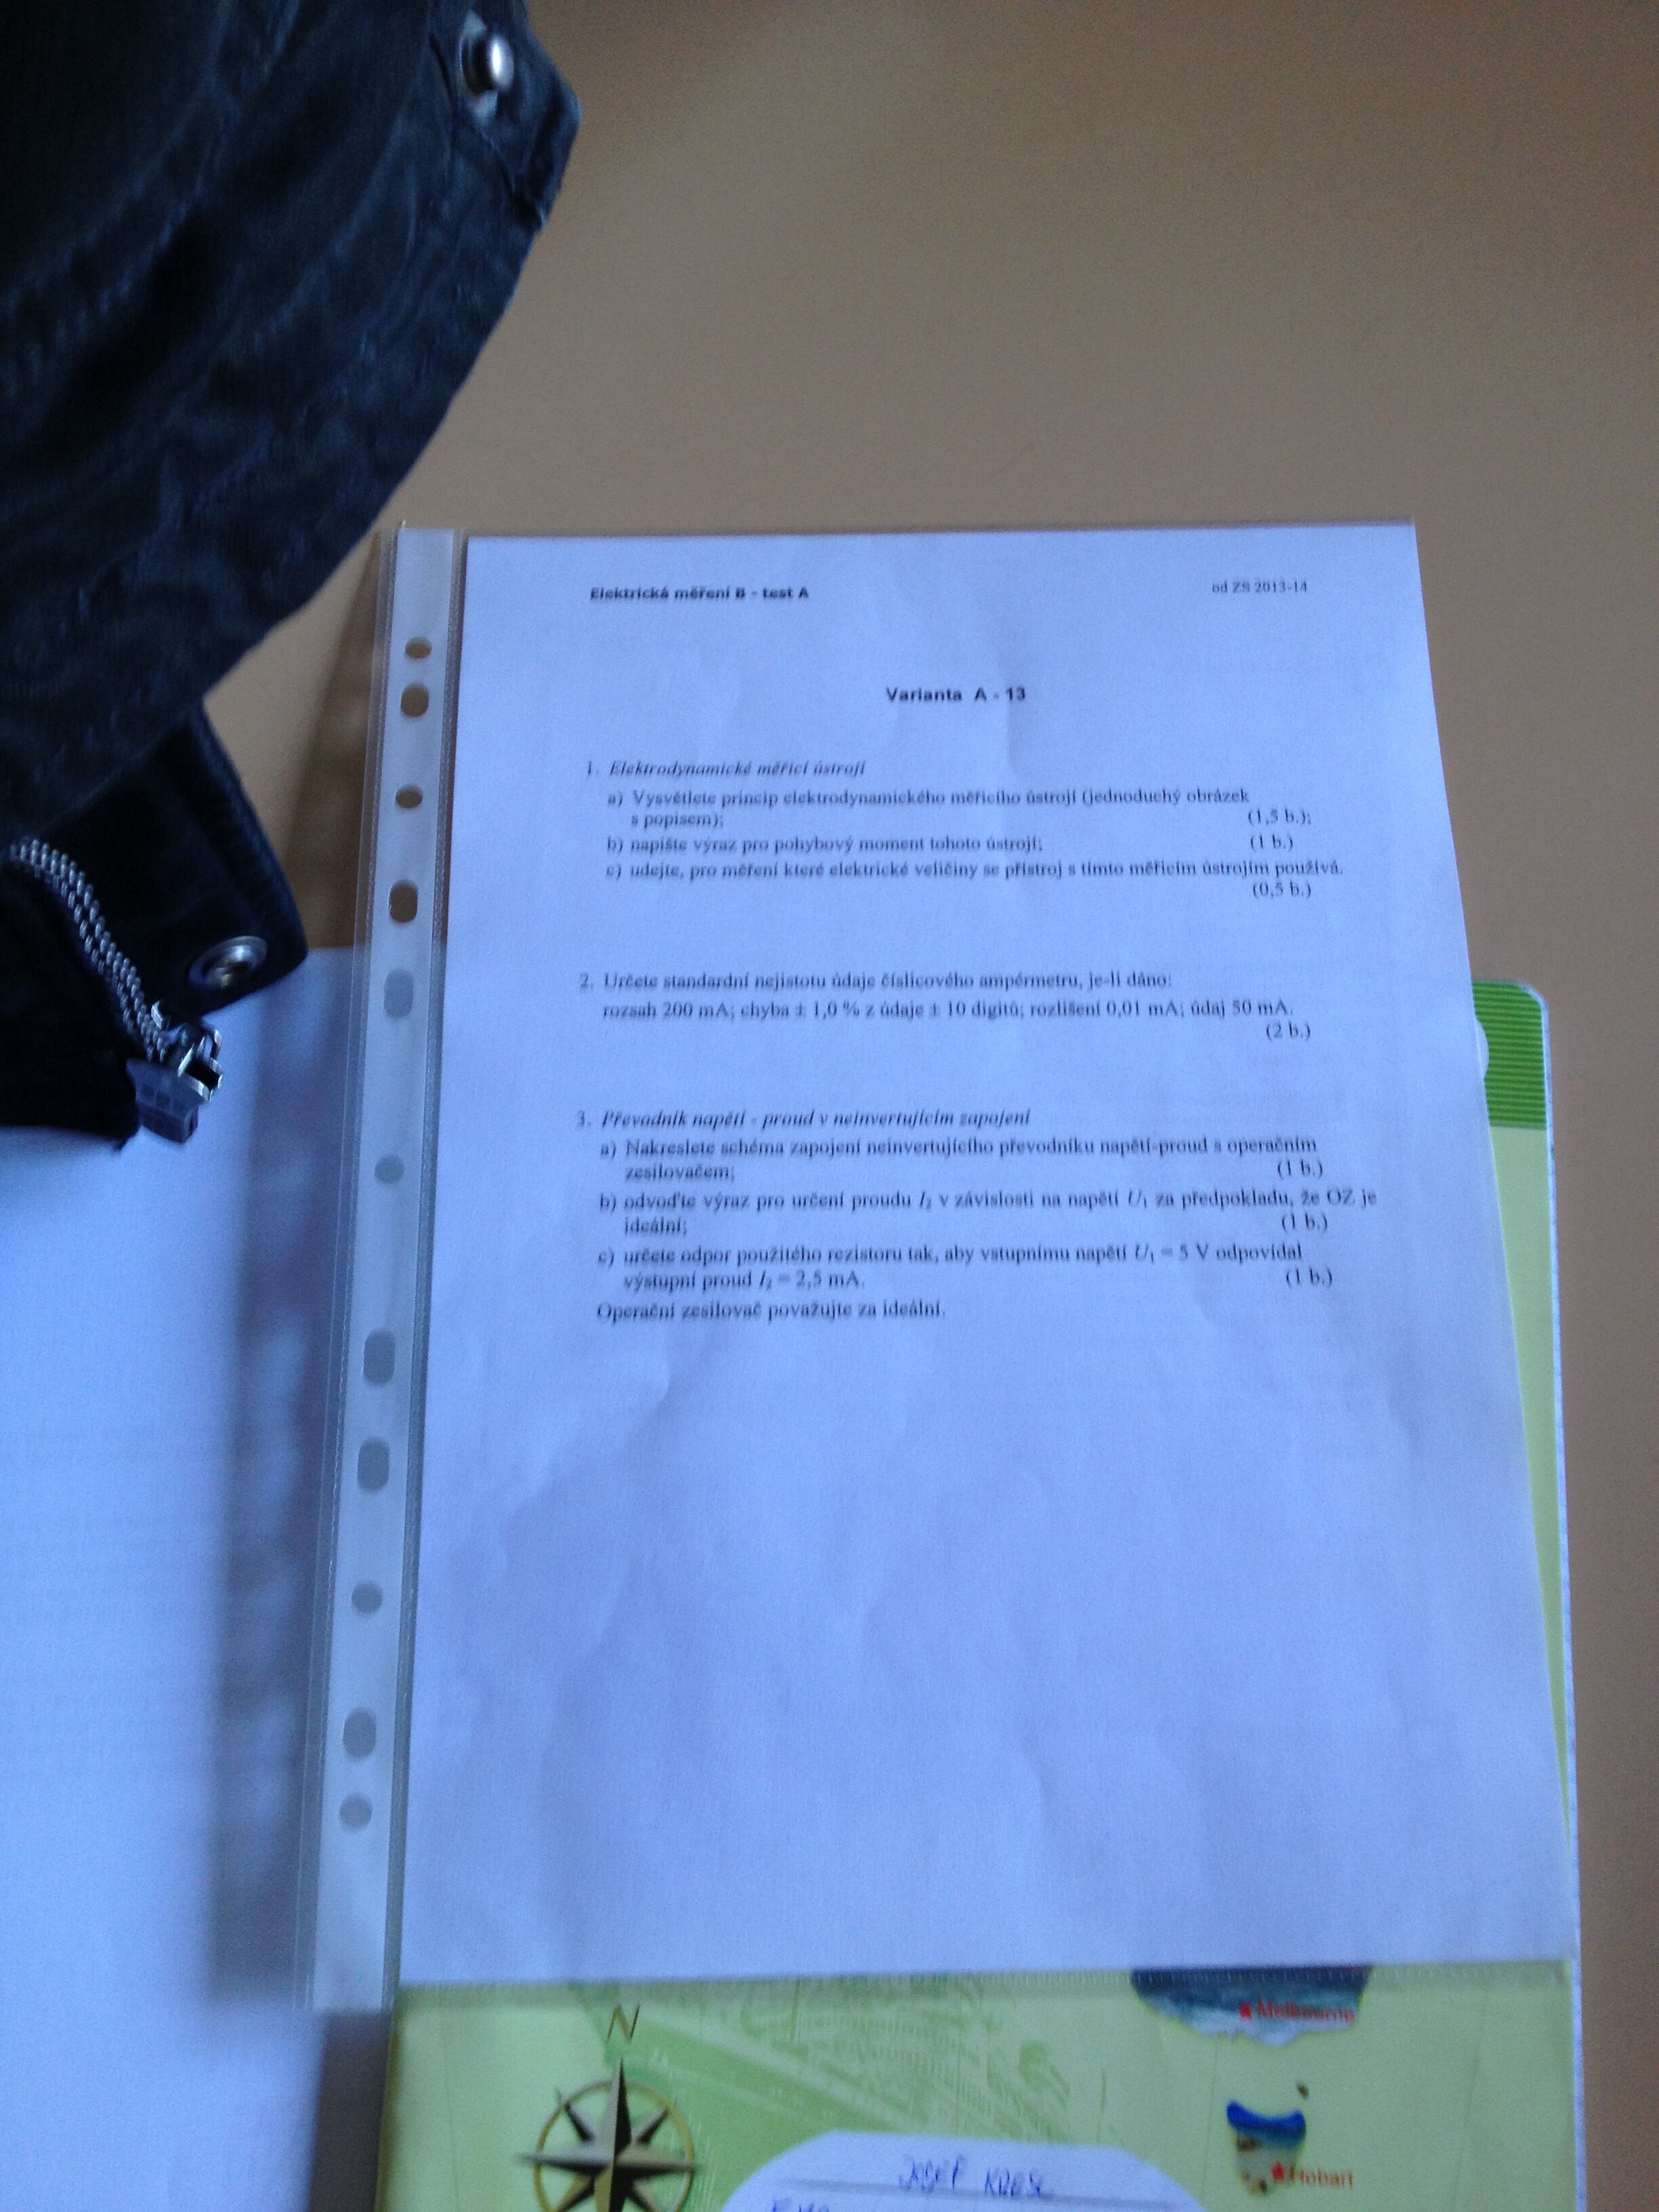 Elektrická měření B - test A
od ZS 2013-14
Varianta A - 13
1. Elektrodynamické měřicí ústrojí
a) Vysvětlete princip elektrodynamického měřicího ústrojí (jednoduchý obrázek
s popisem); (1,5 b.);
b) napište výraz pro pohybový moment tohoto ústrojí; (1 b.)
c) udejte, pro měření které elektrické veličiny se přístroj s tímto měřicím ústrojím používá.
(0,5 b.)
2. Určete standardní nejistotu údaje číslicového ampérmetru, je-li dáno:
rozsah 200 mA; chyba ± 1,0 % z údaje ± 10 digitů; rozlišení 0,01 mA; údaj 50 mA.
(2 b.)
3. Převodník napětí - proud v neinvertujícím zapojení
a) Nakreslete schéma zapojení neinvertujícího převodníku napětí-proud s operačním
zesilovačem; (1 b.)
b) odvoďte výraz pro určení proudu I₂ v závislosti na napětí U₁ za předpokladu, že OZ je
ideální; (1 b.)
c) určete odpor použitého rezistoru tak, aby vstupnímu napětí U₁ = 5 V odpovídal
výstupní proud I₂ = 2,5 mA. (1 b.)
Operační zesilovač považujte za ideální.
Melbourne
N
Hobart
JOSEF